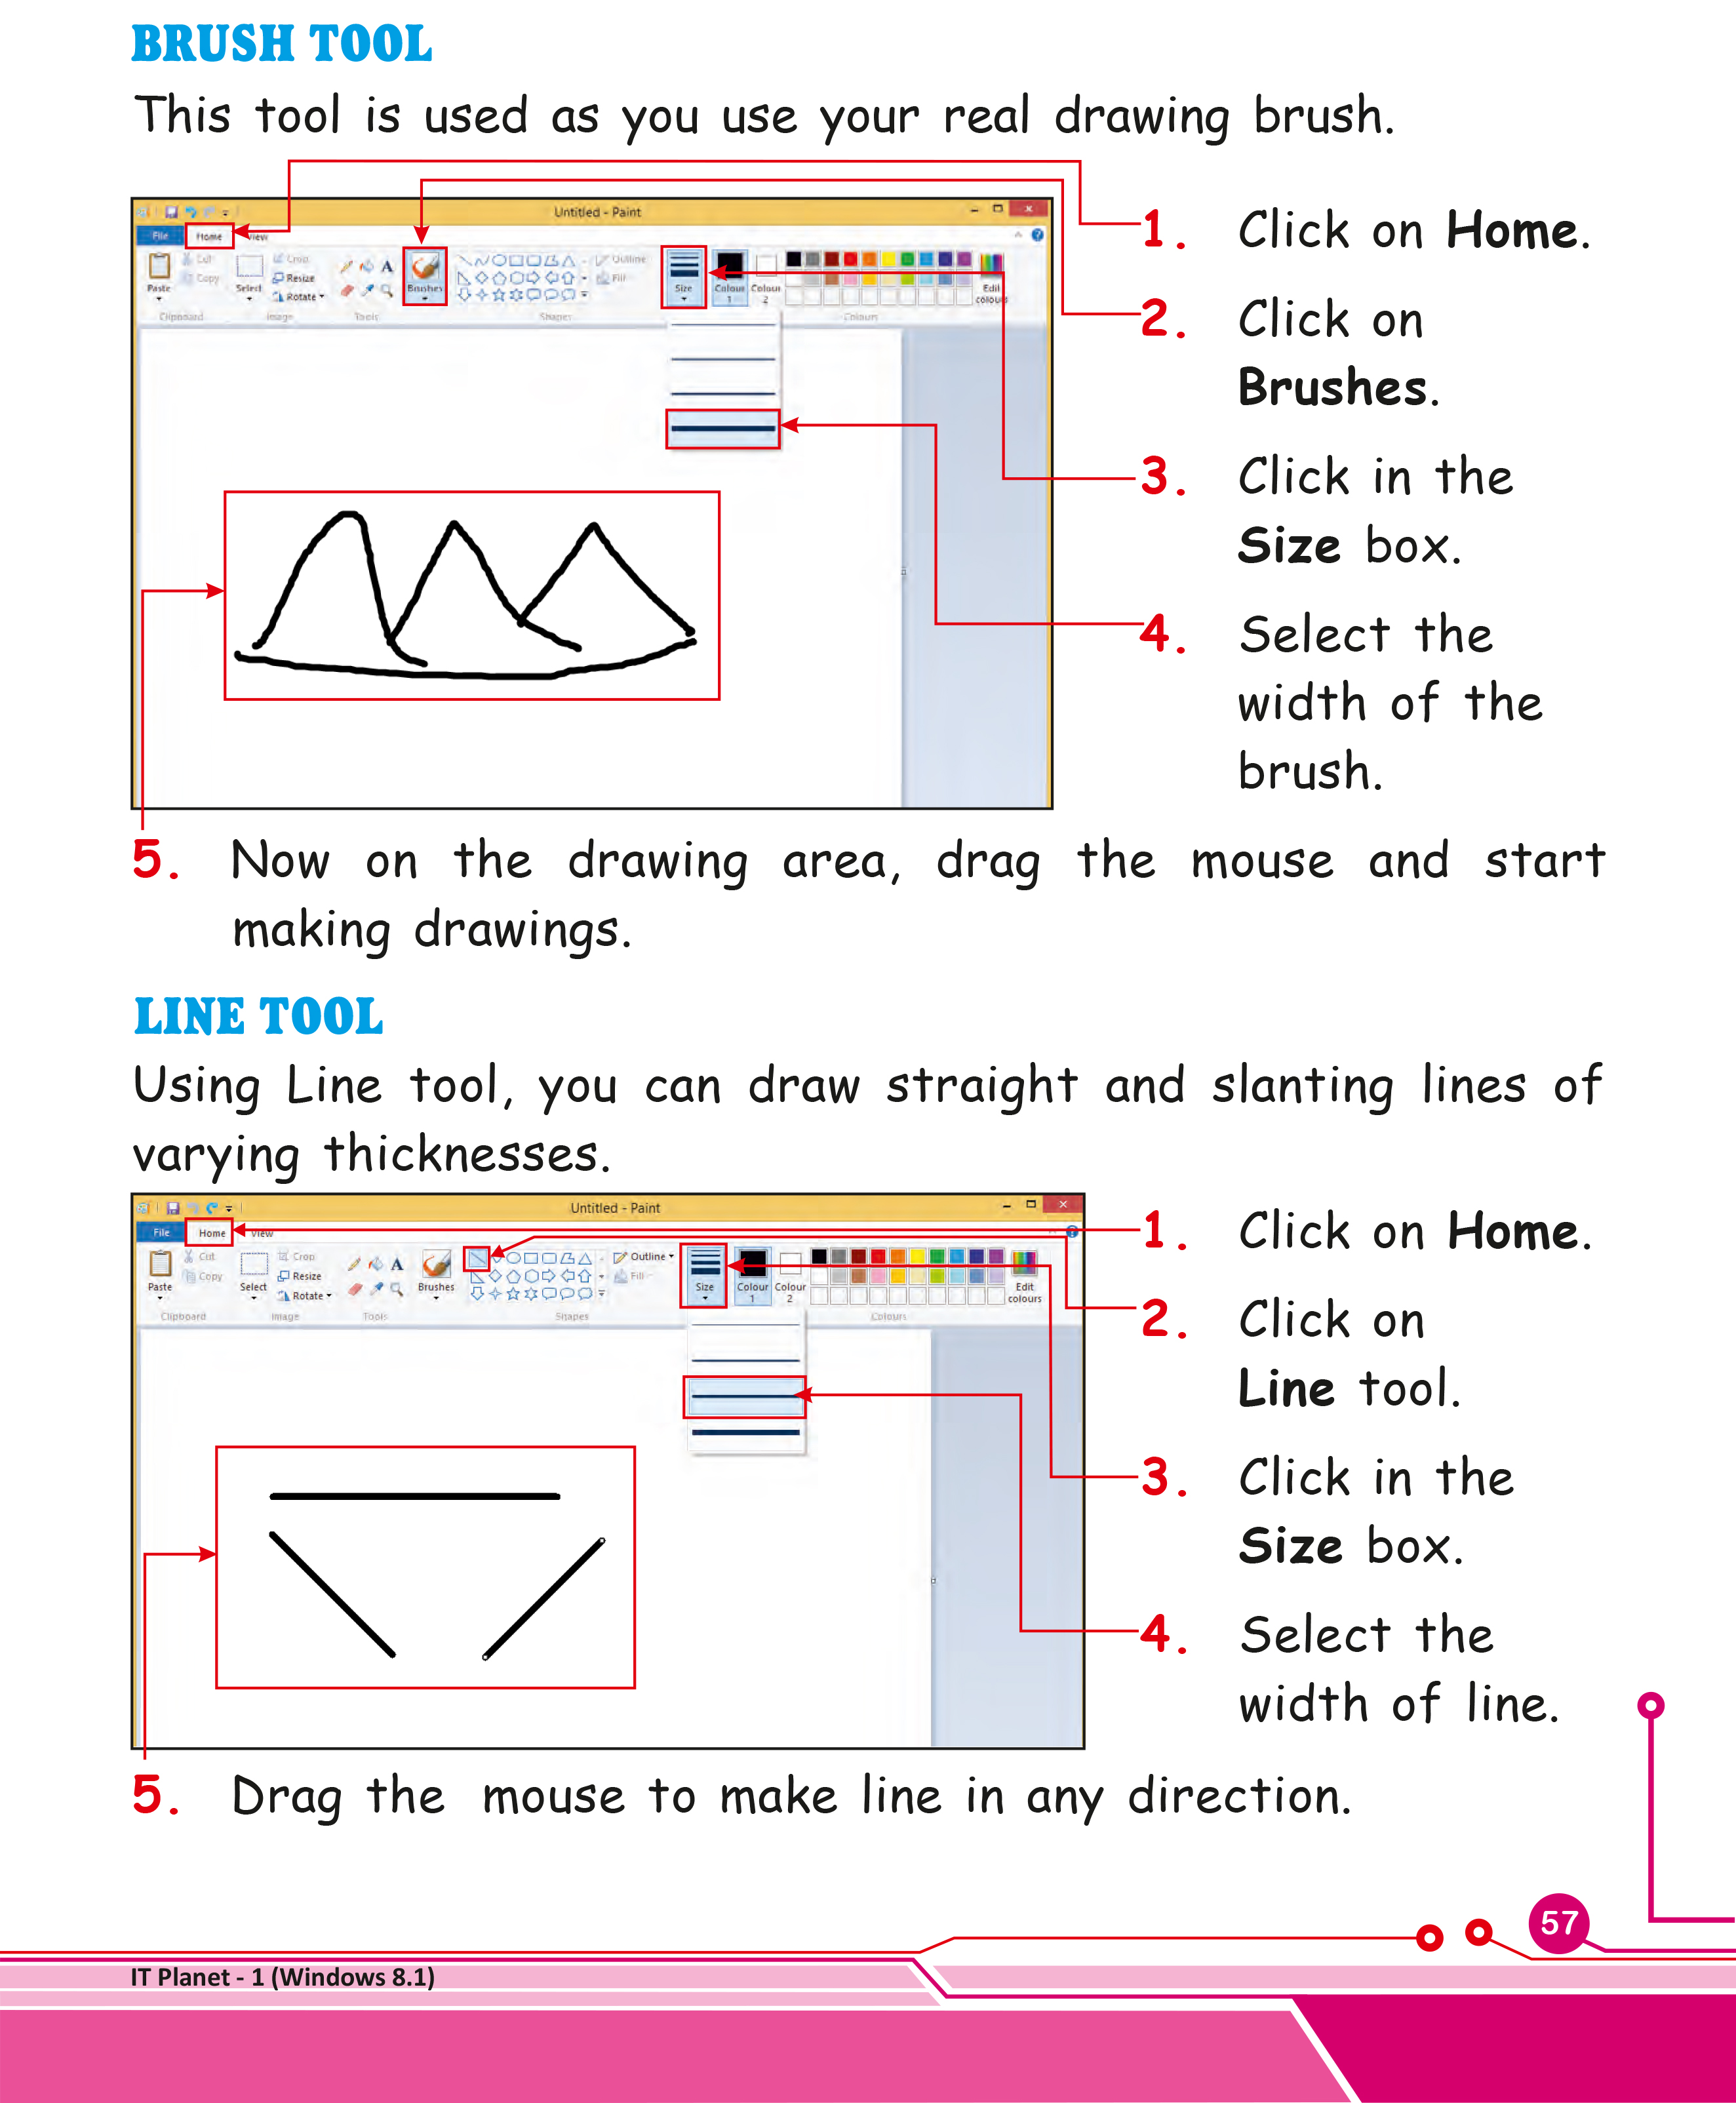 BRUSH TOOL
This tool is used as you use your real drawing brush.
Untitled - Paint
File Home View
Cut
Copy
Paste
Clipboard
Select
Crop
Resize
Rotate
Image
Tools
Brushes
Shapes
Outline
Fill
Size
Colour
1
Colour
2
Colours
Edit
colours
1. Click on Home.
2. Click on
Brushes.
3. Click in the
Size box.
4. Select the
width of the
brush.
5. Now on the drawing area, drag the mouse and start
making drawings.
LINE TOOL
Using Line tool, you can draw straight and slanting lines of
varying thicknesses.
Untitled - Paint
File Home View
Cut
Copy
Paste
Clipboard
Select
Crop
Resize
Rotate
Image
Tools
Brushes
Shapes
Outline
Fill
Size
Colour
1
Colour
2
Colours
Edit
colours
1. Click on Home.
2. Click on
Line tool.
3. Click in the
Size box.
4. Select the
width of line.
5. Drag the mouse to make line in any direction.
57
IT Planet - 1 (Windows 8.1)